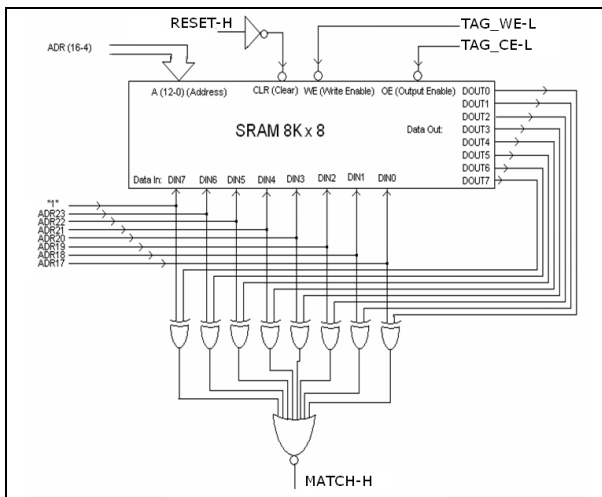 RESET-H
TAG_WE-L
TAG_CE-L
ADR (16-4)
A (12-0) (Address)
CLR (Clear)
WE (Write Enable)
OE (Output Enable)
DOUT0
DOUT1
DOUT2
DOUT3
DOUT4
DOUT5
DOUT6
DOUT7
SRAM 8K x 8
Data Out:
Data In:
DIN7
DIN6
DIN5
DIN4
DIN3
DIN2
DIN1
DIN0
"1"
ADR23
ADR22
ADR21
ADR20
ADR19
ADR18
ADR17
MATCH-H